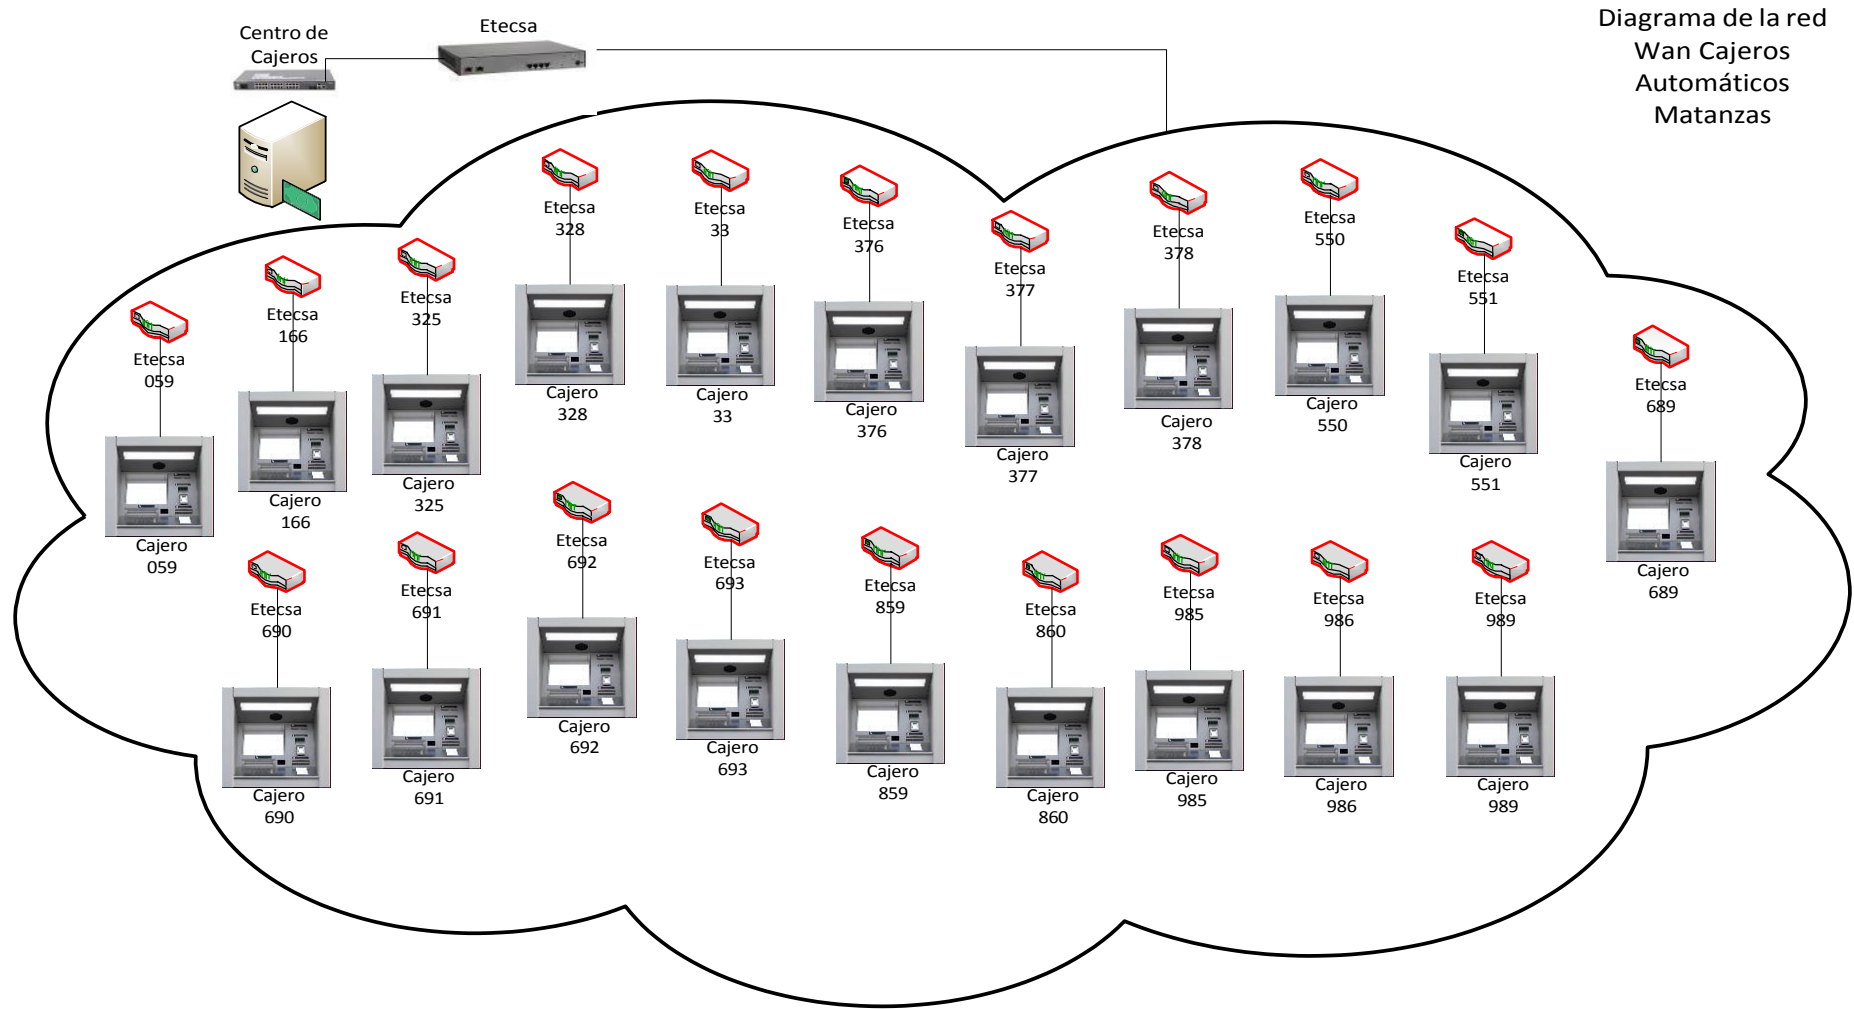 Centro de
Cajeros
Etecsa
Diagrama de la red
Wan Cajeros
Automáticos
Matanzas
Etecsa
059
Cajero
059
Etecsa
166
Cajero
166
Etecsa
325
Cajero
325
Etecsa
328
Cajero
328
Etecsa
33
Cajero
33
Etecsa
376
Cajero
376
Etecsa
377
Cajero
377
Etecsa
378
Cajero
378
Etecsa
550
Cajero
550
Etecsa
551
Cajero
551
Etecsa
689
Cajero
689
Etecsa
690
Cajero
690
Etecsa
691
Cajero
691
Etecsa
692
Cajero
692
Etecsa
693
Cajero
693
Etecsa
859
Cajero
859
Etecsa
860
Cajero
860
Etecsa
985
Cajero
985
Etecsa
986
Cajero
986
Etecsa
989
Cajero
989